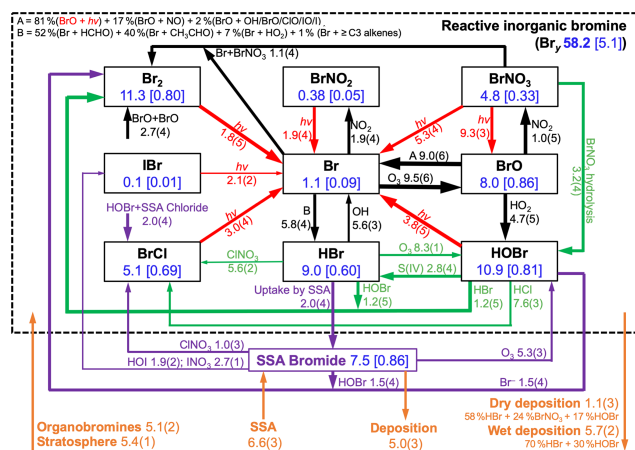 A = 81 %(BrO + hv) + 17 %(BrO + NO) + 2 %(BrO + OH/BrO/ClO/IO/I)
B = 52 %(Br + HCHO) + 40 %(Br + CH3CHO) + 7 %(Br + HO2) + 1 % (Br + ≥ C3 alkenes)
Reactive inorganic bromine
(Bry 58.2 [5.1])
Br+BrNO3 1.1(4)
Br2
11.3 [0.80]
BrNO2
0.38 [0.05]
BrNO3
4.8 [0.33]
BrO+BrO
2.7(4)
hv
1.8(5)
hv
1.9(4)
NO2
1.9(4)
hv
5.3(4)
hv
9.3(3)
NO2
1.0(5)
BrNO3 hydrolysis
3.2(4)
IBr
0.1 [0.01]
hv
2.1(2)
Br
1.1 [0.09]
A 9.0(6)
O3 9.5(6)
BrO
8.0 [0.86]
HOBr+SSA Chloride
2.0(4)
hv
3.0(4)
B
5.8(4)
OH
5.6(3)
hv
3.8(5)
HO2
4.7(5)
BrCl
5.1 [0.69]
ClNO3
5.6(2)
HBr
9.0 [0.60]
O3 8.3(1)
S(IV) 2.8(4)
HOBr
10.9 [0.81]
Uptake by SSA
2.0(4)
HOBr
1.2(5)
HBr
1.2(5)
HCl
7.6(3)
ClNO3 1.0(3)
HOI 1.9(2); INO3 2.7(1)
SSA Bromide 7.5 [0.86]
O3 5.3(3)
HOBr 1.5(4)
Br− 1.5(4)
Organobromines 5.1(2)
Stratosphere 5.4(1)
SSA
6.6(3)
Deposition
5.0(3)
Dry deposition 1.1(3)
58 %HBr + 24 %BrNO3 + 17 %HOBr
Wet deposition 5.7(2)
70 %HBr + 30 %HOBr